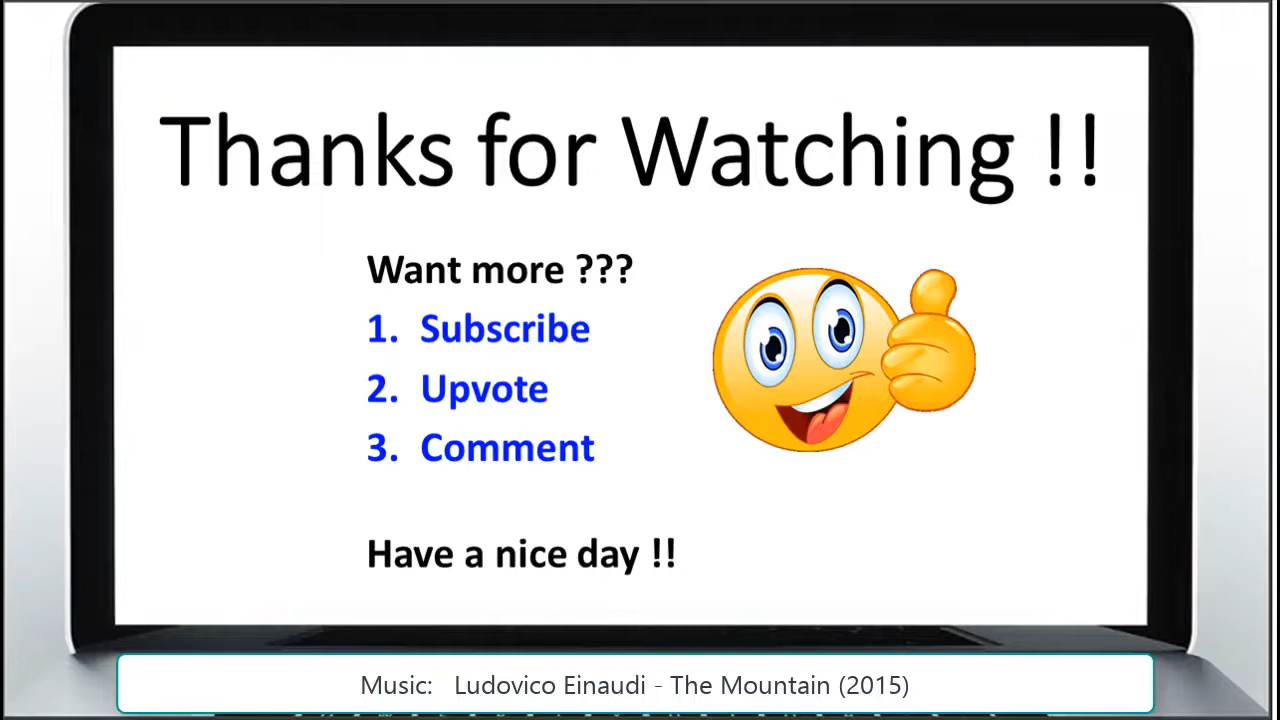 Thanks for Watching !!
Want more ???
1. Subscribe
2. Upvote
3. Comment
Have a nice day !!
Music: Ludovico Einaudi - The Mountain (2015)